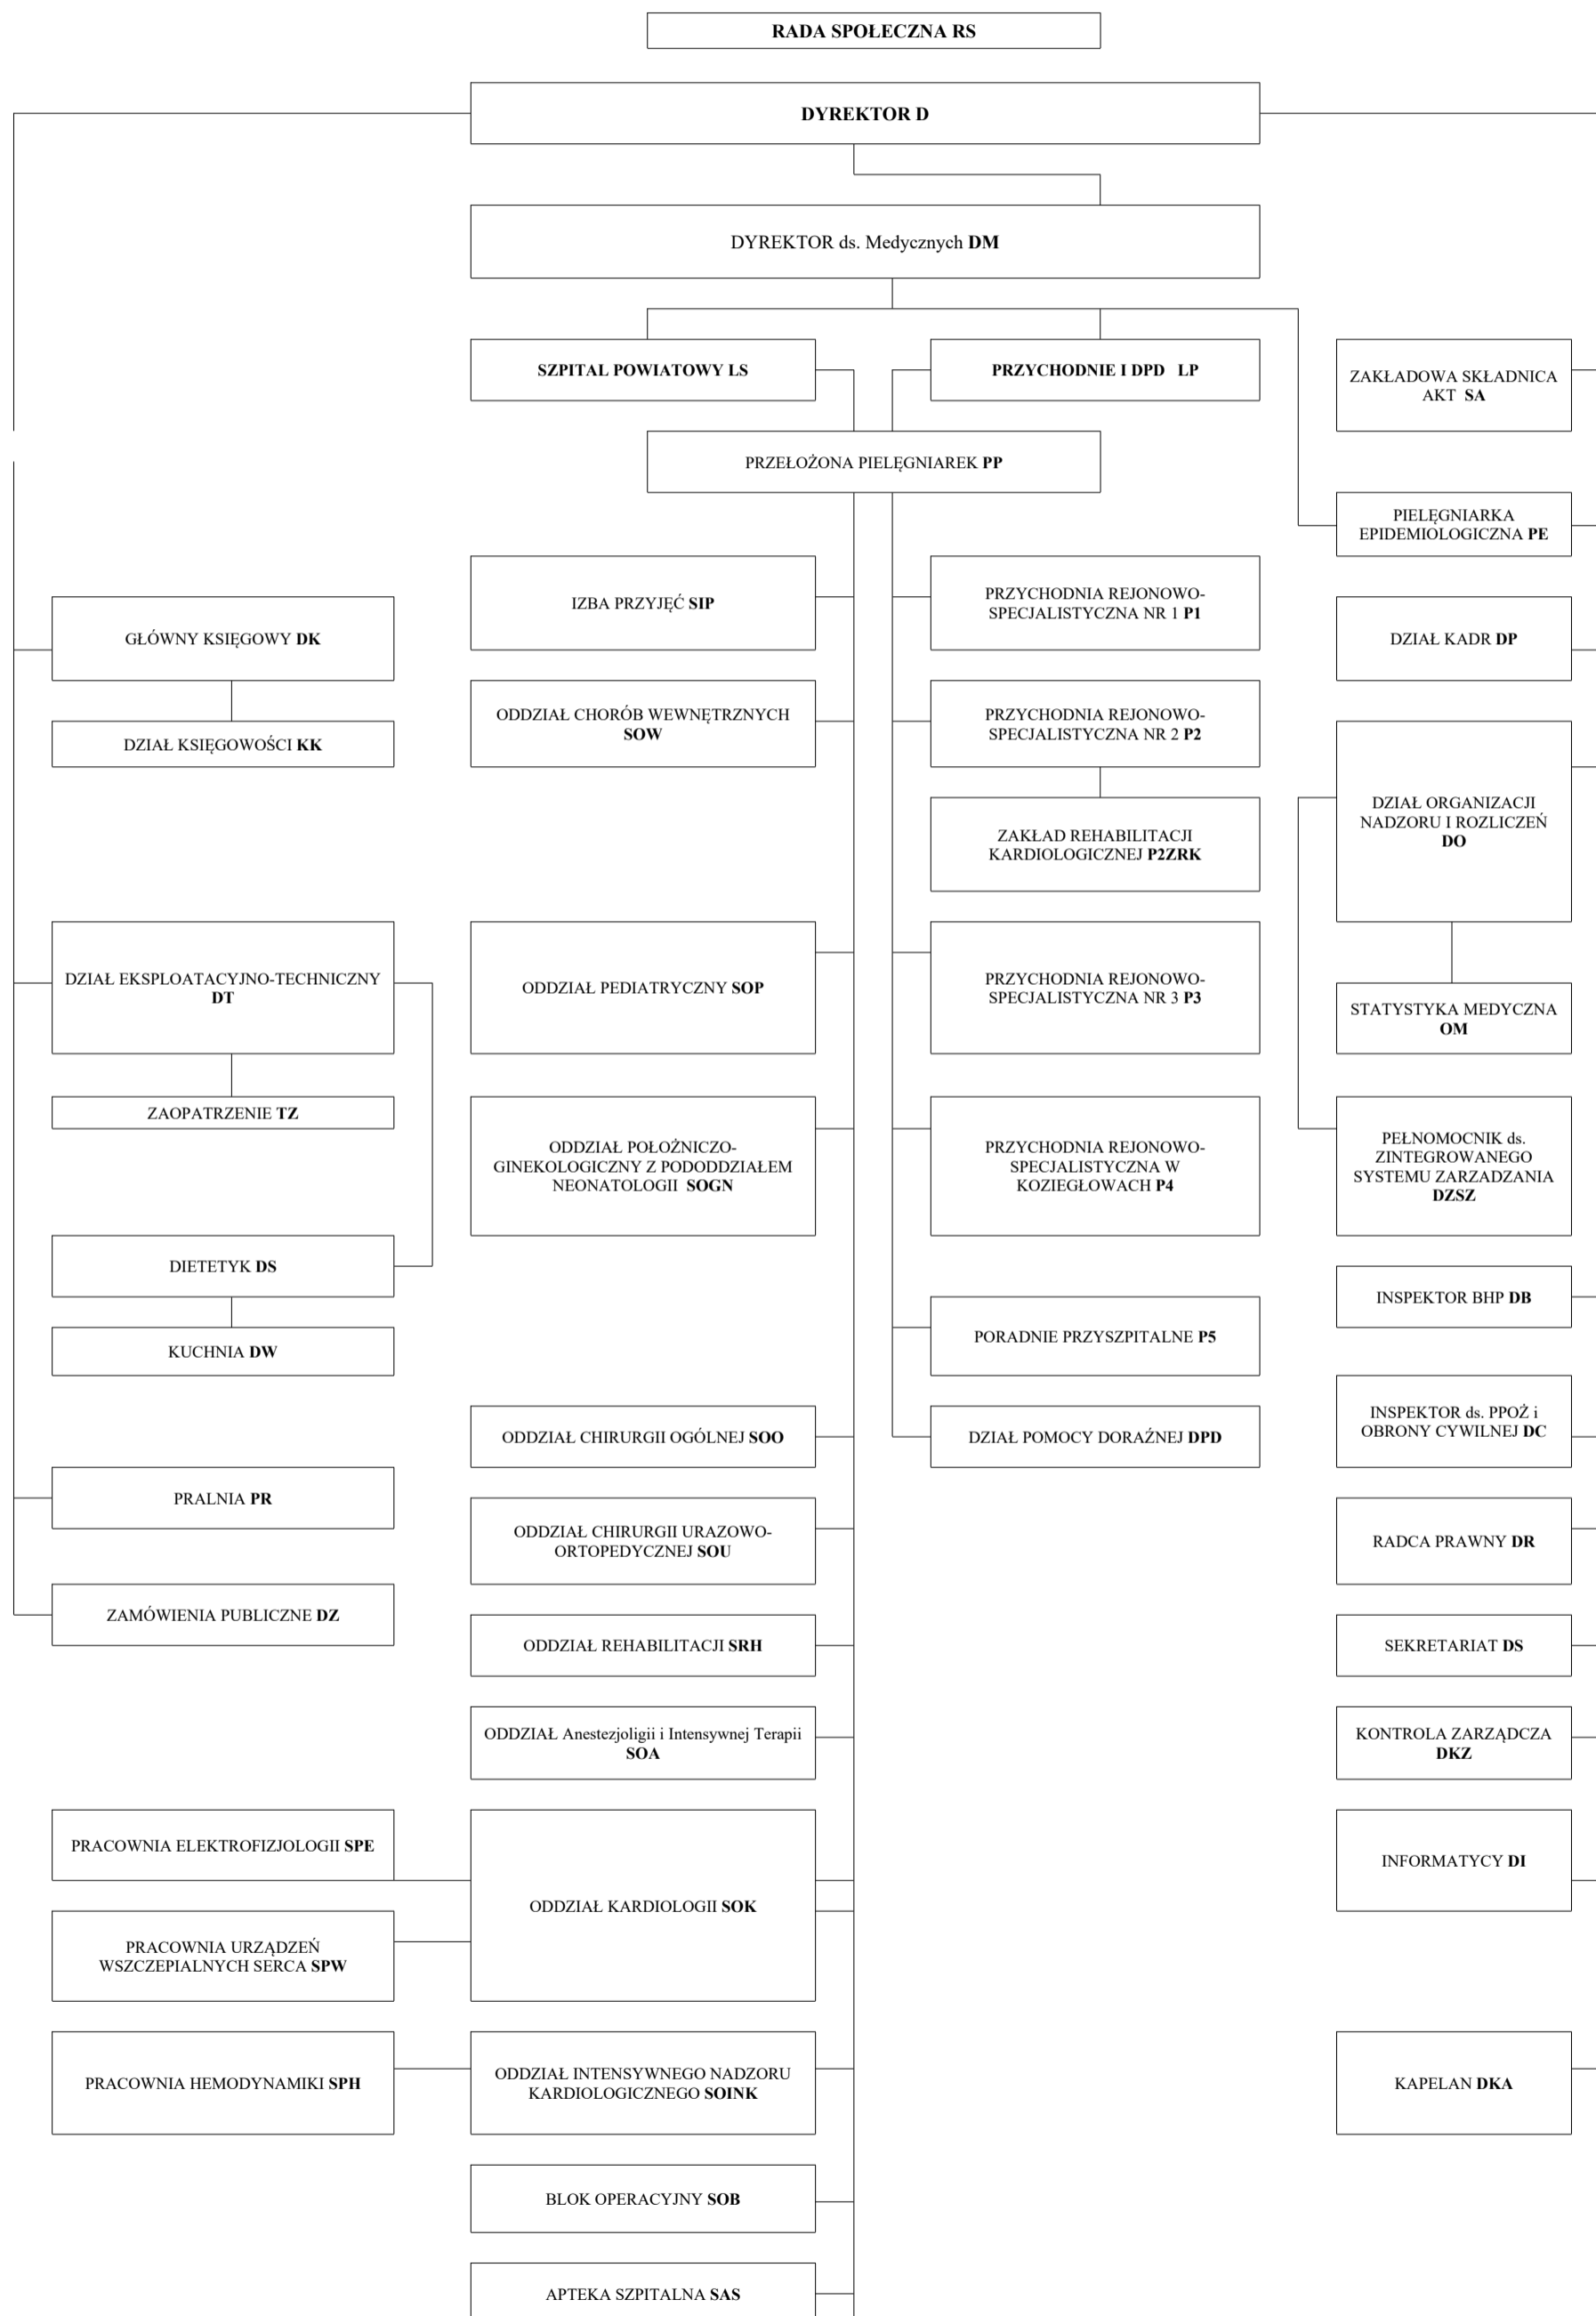 RADA SPOŁECZNA RS
DYREKTOR D
DYREKTOR ds. Medycznych DM
SZPITAL POWIATOWY LS
PRZYCHODNIE I DPD LP
ZAKŁADOWA SKŁADNICA
AKT SA
PRZEŁOŻONA PIELĘGNIAREK PP
PIELĘGNIARKA
EPIDEMIOLOGICZNA PE
GŁÓWNY KSIĘGOWY DK
IZBA PRZYJĘĆ SIP
PRZYCHODNIA REJONOWO-
SPECJALISTYCZNA NR 1 P1
DZIAŁ KADR DP
DZIAŁ KSIĘGOWOŚCI KK
ODDZIAŁ CHORÓB WEWNĘTRZNYCH
SOW
PRZYCHODNIA REJONOWO-
SPECJALISTYCZNA NR 2 P2
DZIAŁ ORGANIZACJI
NADZORU I ROZLICZEŃ
DO
ZAKŁAD REHABILITACJI
KARDIOLOGICZNEJ P2ZRK
DZIAŁ EKSPLOATACYJNO-TECHNICZNY
DT
ODDZIAŁ PEDIATRYCZNY SOP
PRZYCHODNIA REJONOWO-
SPECJALISTYCZNA NR 3 P3
STATYSTYKA MEDYCZNA
OM
ZAOPATRZENIE TZ
ODDZIAŁ POŁOŻNICZO-
GINEKOLOGICZNY Z PODODDZIAŁEM
NEONATOLOGII SOGN
PRZYCHODNIA REJONOWO-
SPECJALISTYCZNA W
KOZIEGŁOWACH P4
PEŁNOMOCNIK ds.
ZINTEGROWANEGO
SYSTEMU ZARZADZANIA
DZSZ
DIETETYK DS
INSPEKTOR BHP DB
KUCHNIA DW
PORADNIE PRZYSZPITALNE P5
ODDZIAŁ CHIRURGII OGÓLNEJ SOO
DZIAŁ POMOCY DORAŹNEJ DPD
INSPEKTOR ds. PPOŻ i
OBRONY CYWILNEJ DC
PRALNIA PR
ODDZIAŁ CHIRURGII URAZOWO-
ORTOPEDYCZNEJ SOU
RADCA PRAWNY DR
ZAMÓWIENIA PUBLICZNE DZ
ODDZIAŁ REHABILITACJI SRH
SEKRETARIAT DS
ODDZIAŁ Anestezjoligii i Intensywnej Terapii
SOA
KONTROLA ZARZĄDCZA
DKZ
PRACOWNIA ELEKTROFIZJOLOGII SPE
ODDZIAŁ KARDIOLOGII SOK
INFORMATYCY DI
PRACOWNIA URZĄDZEŃ
WSZCZEPIALNYCH SERCA SPW
PRACOWNIA HEMODYNAMIKI SPH
ODDZIAŁ INTENSYWNEGO NADZORU
KARDIOLOGICZNEGO SOINK
KAPELAN DKA
BLOK OPERACYJNY SOB
APTEKA SZPITALNA SAS